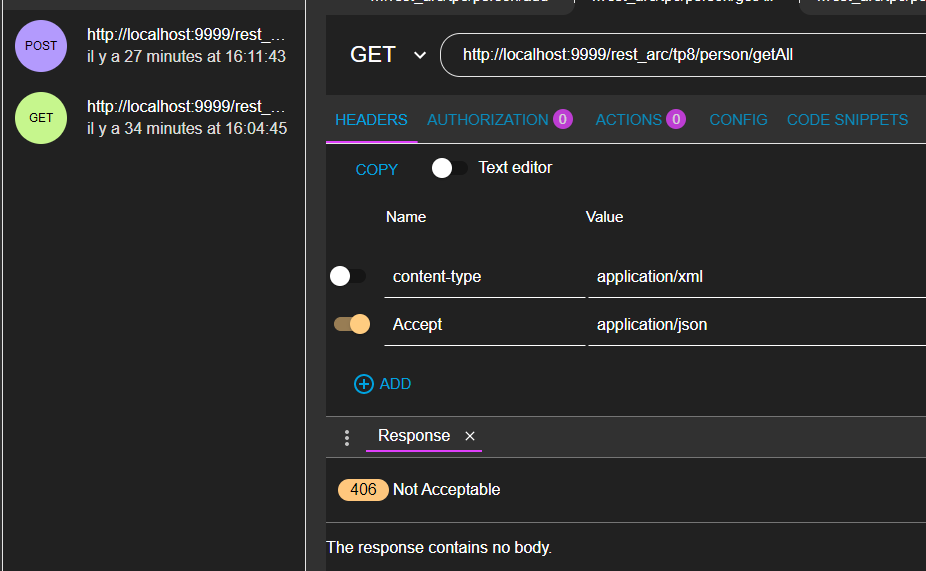 POST
http://localhost:9999/rest_...
il y a 27 minutes at 16:11:43
GET
http://localhost:9999/rest_...
il y a 34 minutes at 16:04:45
GET
http://localhost:9999/rest_arc/tp8/person/getAll
HEADERS AUTHORIZATION 0 ACTIONS 0 CONFIG CODE SNIPPETS
COPY Text editor
Name Value
content-type application/xml
Accept application/json
ADD
Response ×
406 Not Acceptable
The response contains no body.